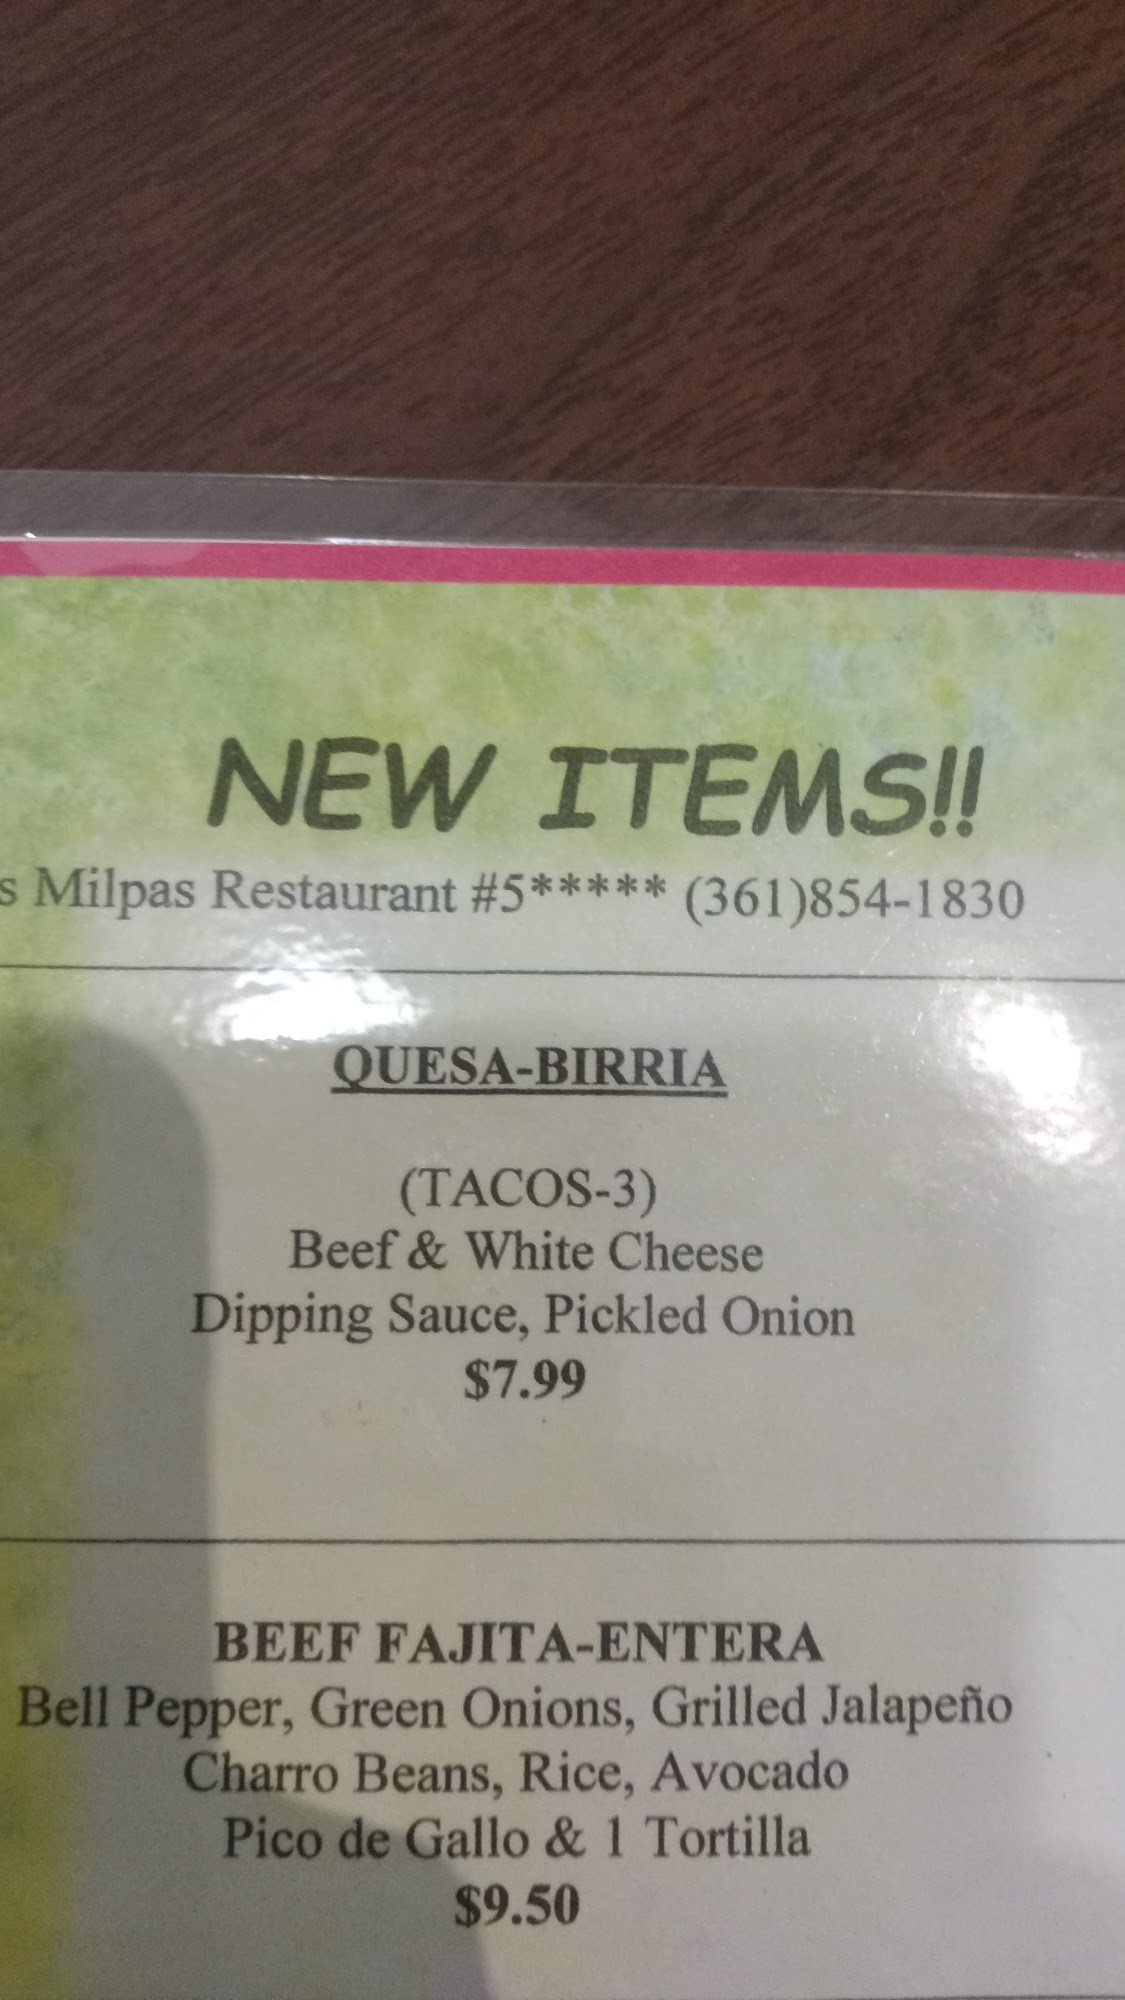 NEW ITEMS!!
s Milpas Restaurant #5***** (361)854-1830
QUESA-BIRRIA
(TACOS-3)
Beef & White Cheese
Dipping Sauce, Pickled Onion
$7.99
BEEF FAJITA-ENTERA
Bell Pepper, Green Onions, Grilled Jalapeño
Charro Beans, Rice, Avocado
Pico de Gallo & 1 Tortilla
$9.50